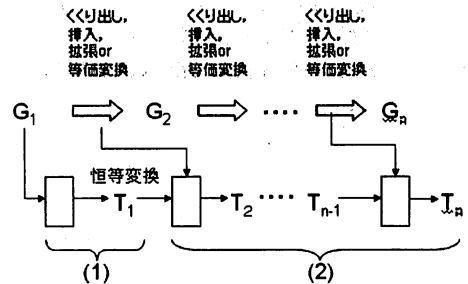 くくり出し, くくり出し, くくり出し,
挿入, 挿入, 挿入,
拡張or 拡張or 拡張or
等価変換 等価変換 等価変換
G1 G2 ···· Gn
恒等変換
T1 T2 ···· Tn-1 Tn
(1) (2)